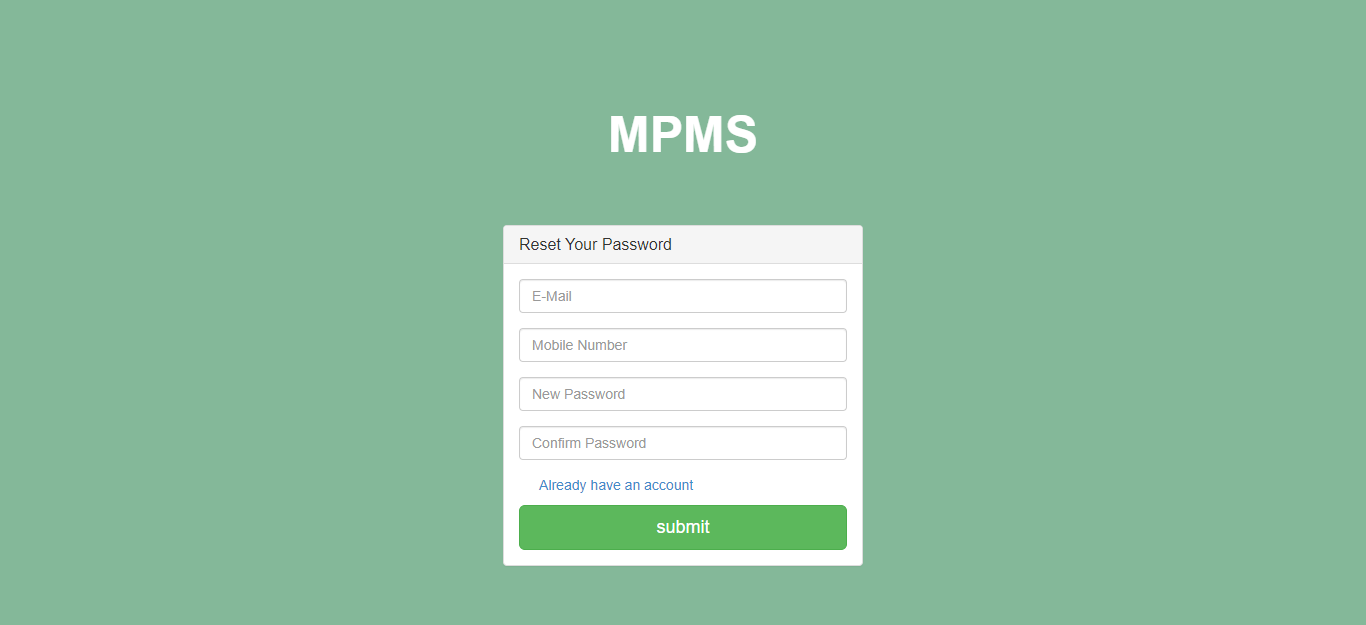 MPMS
Reset Your Password
E-Mail
Mobile Number
New Password
Confirm Password
Already have an account
submit